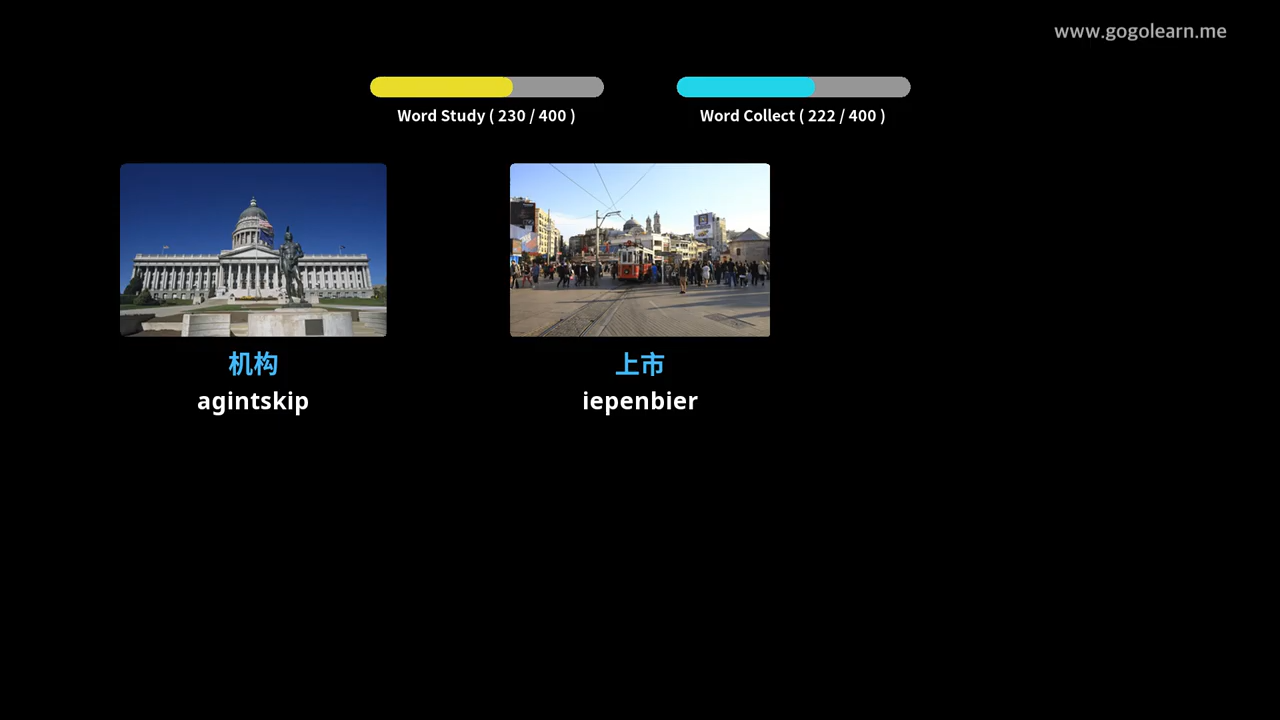 www.gogolearn.me
Word Study ( 230 / 400 )
Word Collect ( 222 / 400 )
机构
agintskip
上市
iepenbier